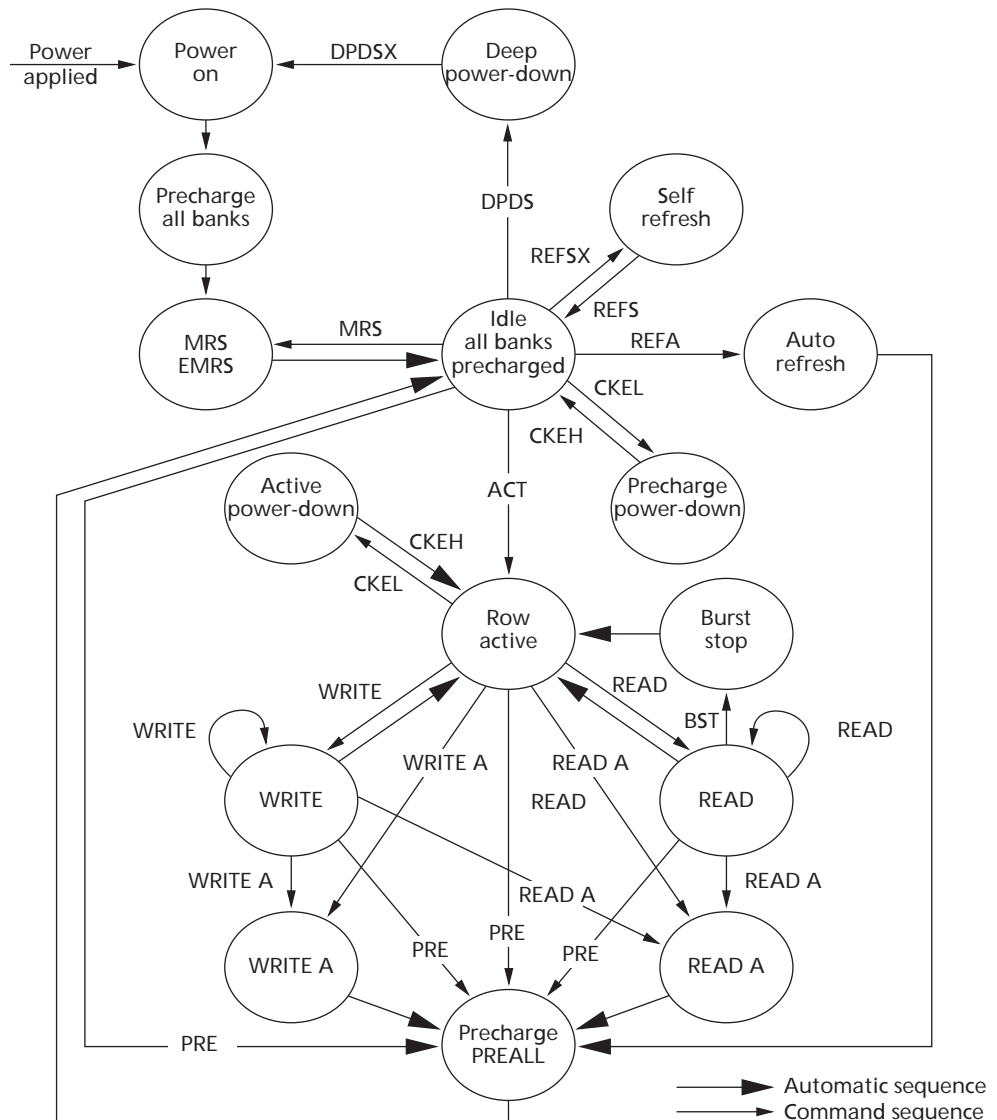 Power
applied
Power
on
DPDSX
Deep
power-down
Precharge
all banks
DPDS
Self
refresh
REFSX
REFS
MRS
EMRS
MRS
Idle
all banks
precharged
REFA
Auto
refresh
CKEL
CKEH
Active
power-down
ACT
Precharge
power-down
CKEH
CKEL
Row
active
Burst
stop
WRITE
READ
WRITE
BST
READ
WRITE A
READ A
WRITE
READ
READ
WRITE A
READ A
READ A
WRITE A
PRE
PRE
PRE
READ A
PRE
Precharge
PREALL
Automatic sequence
Command sequence